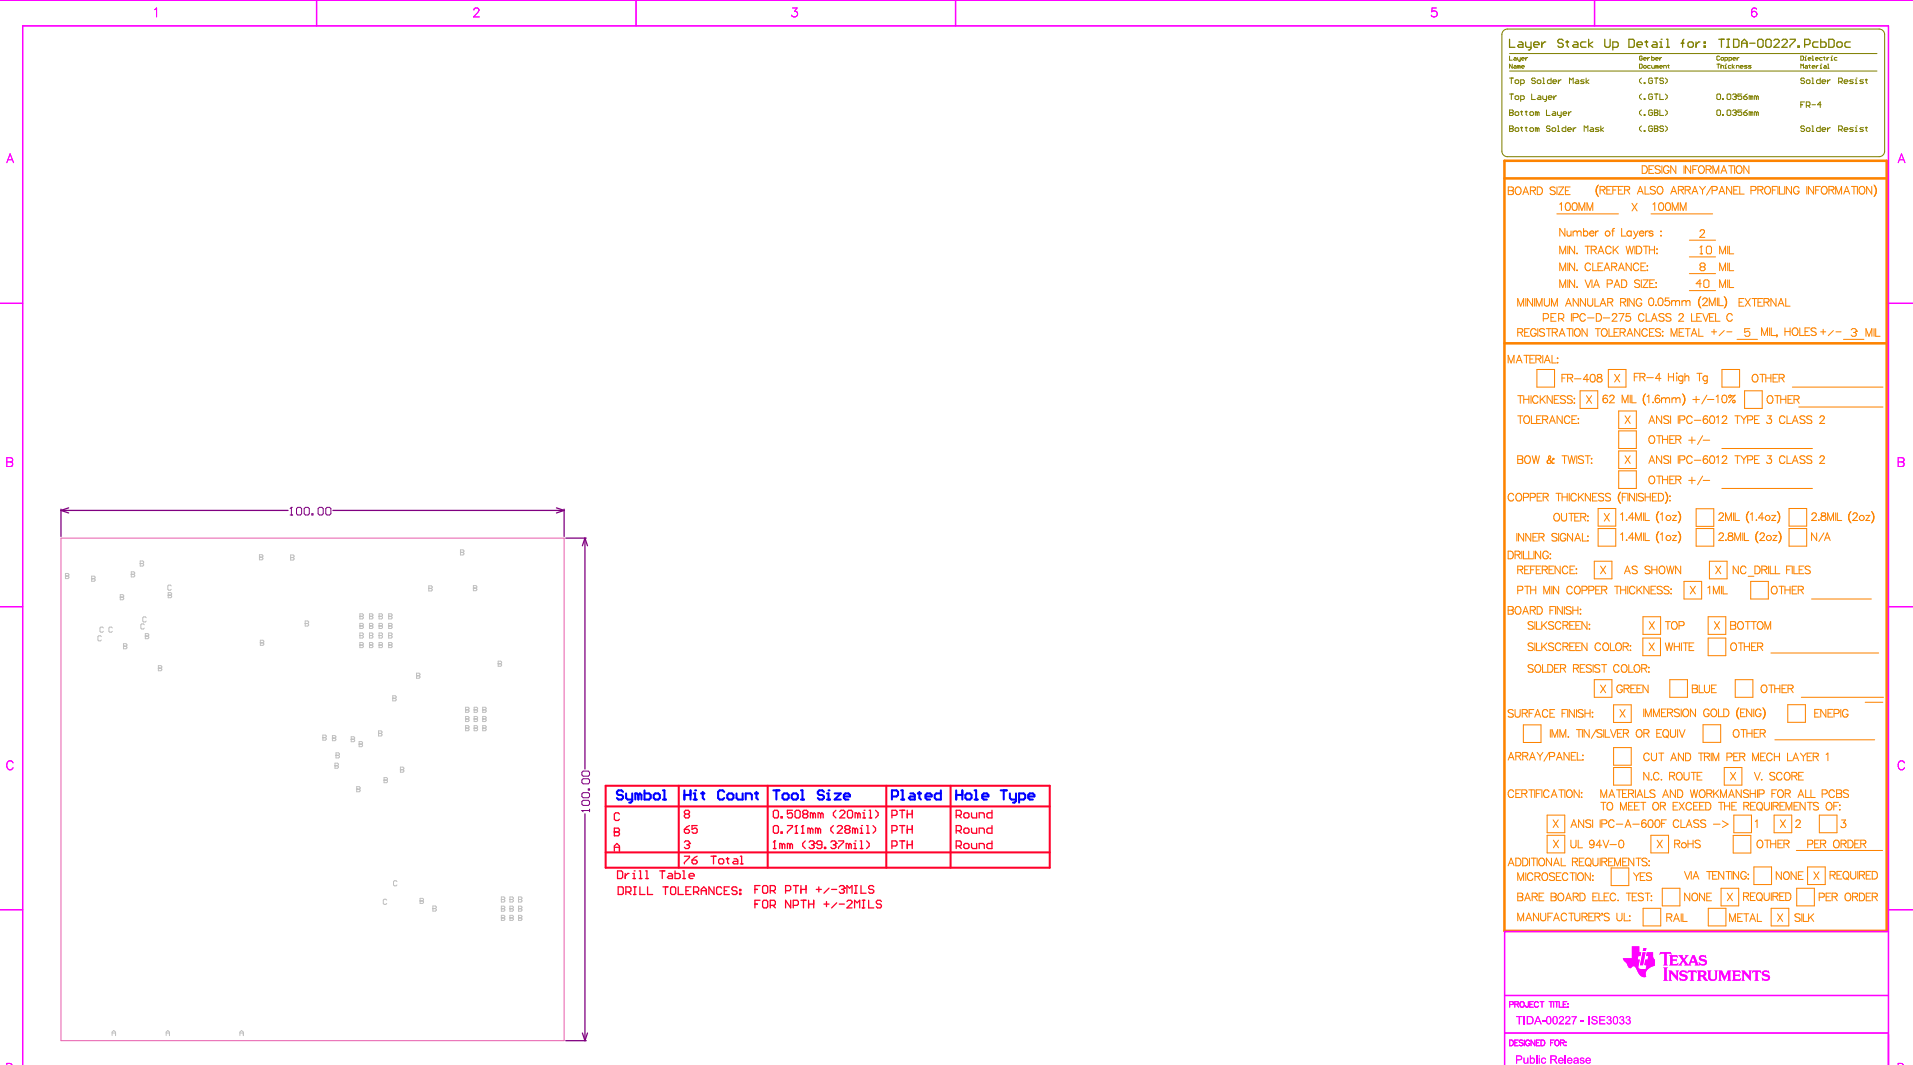 1 2 3 5 6
Layer Stack Up Detail for: TIDA-00227.PcbDoc
Layer Name Gerber Document Copper Thickness Dielectric Material
Top Solder Mask (.GTS) Solder Resist
Top Layer (.GTL) 0.0356mm
FR-4
Bottom Layer (.GBL) 0.0356mm
Bottom Solder Mask (.GBS) Solder Resist
A A
DESIGN INFORMATION
BOARD SIZE (REFER ALSO ARRAY/PANEL PROFILING INFORMATION)
100MM X 100MM
Number of Layers : 2
MIN. TRACK WIDTH: 10 MIL
MIN. CLEARANCE: 8 MIL
MIN. VIA PAD SIZE: 40 MIL
MINIMUM ANNULAR RING 0.05mm (2MIL) EXTERNAL
PER IPC-D-275 CLASS 2 LEVEL C
REGISTRATION TOLERANCES: METAL +/- 5 MIL, HOLES +/- 3 MIL
MATERIAL:
FR-408 X FR-4 High Tg OTHER
THICKNESS: X 62 MIL (1.6mm) +/-10% OTHER
TOLERANCE: X ANSI IPC-6012 TYPE 3 CLASS 2
OTHER +/-
BOW & TWIST: X ANSI IPC-6012 TYPE 3 CLASS 2
OTHER +/-
B B
COPPER THICKNESS (FINISHED):
OUTER: X 1.4MIL (1oz) 2MIL (1.4oz) 2.8MIL (2oz)
INNER SIGNAL: 1.4MIL (1oz) 2.8MIL (2oz) N/A
DRILLING:
REFERENCE: X AS SHOWN X NC_DRILL FILES
PTH MIN COPPER THICKNESS: X 1MIL OTHER
BOARD FINISH:
SILKSCREEN: X TOP X BOTTOM
SILKSCREEN COLOR: X WHITE OTHER
SOLDER RESIST COLOR:
X GREEN BLUE OTHER
SURFACE FINISH: X IMMERSION GOLD (ENIG) ENEPIG
IMM. TIN/SILVER OR EQUIV OTHER
ARRAY/PANEL: CUT AND TRIM PER MECH LAYER 1
N.C. ROUTE X V. SCORE
C C
CERTIFICATION: MATERIALS AND WORKMANSHIP FOR ALL PCBS
TO MEET OR EXCEED THE REQUIREMENTS OF:
X ANSI IPC-A-600F CLASS -> 1 X 2 3
X UL 94V-0 X RoHS OTHER PER ORDER
ADDITIONAL REQUIREMENTS:
MICROSECTION: YES VIA TENTING: NONE X REQUIRED
BARE BOARD ELEC. TEST: NONE X REQUIRED PER ORDER
MANUFACTURER'S UL: RAIL METAL X SILK
TEXAS
INSTRUMENTS
PROJECT TITLE:
TIDA-00227 - ISE3033
DESIGNED FOR:
Public Release
100.00
100.00
Symbol Hit Count Tool Size Plated Hole Type
C 8 0.508mm (20mil) PTH Round
B 65 0.711mm (28mil) PTH Round
A 3 1mm (39.37mil) PTH Round
76 Total
Drill Table
DRILL TOLERANCES: FOR PTH +/-3MILS
FOR NPTH +/-2MILS
A A A